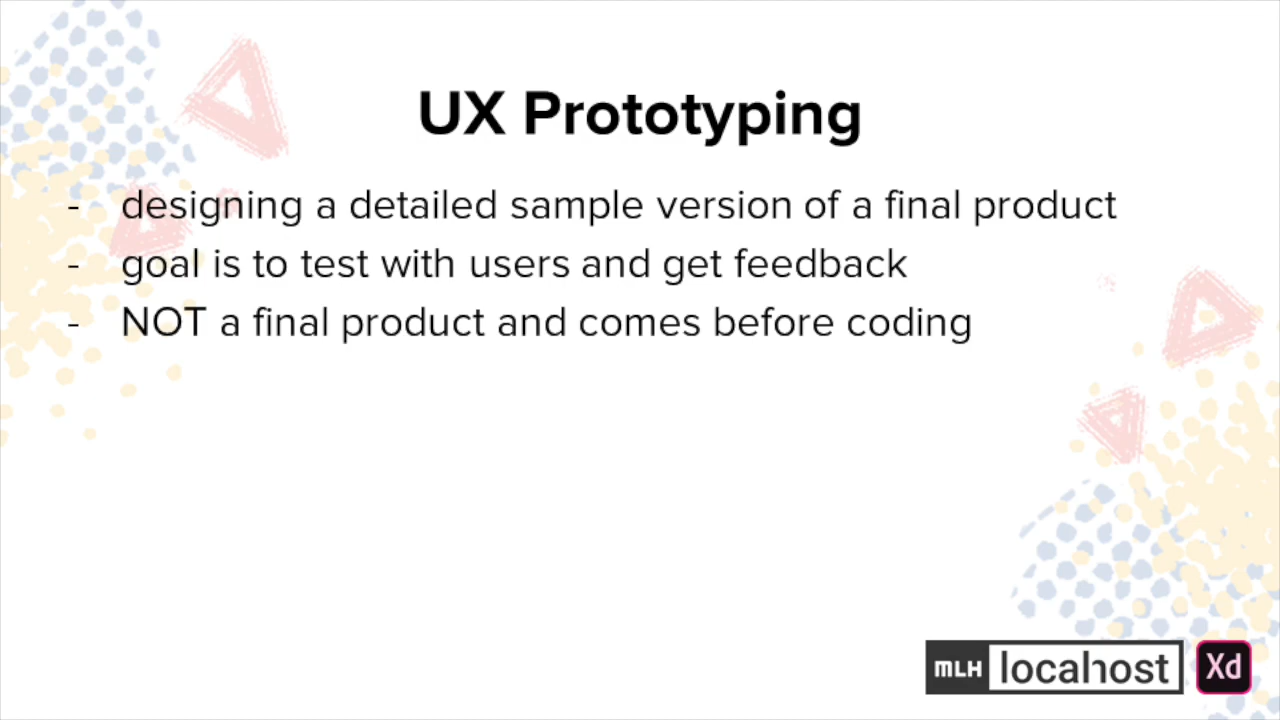 UX Prototyping
- designing a detailed sample version of a final product
- goal is to test with users and get feedback
- NOT a final product and comes before coding
MLH localhost Xd